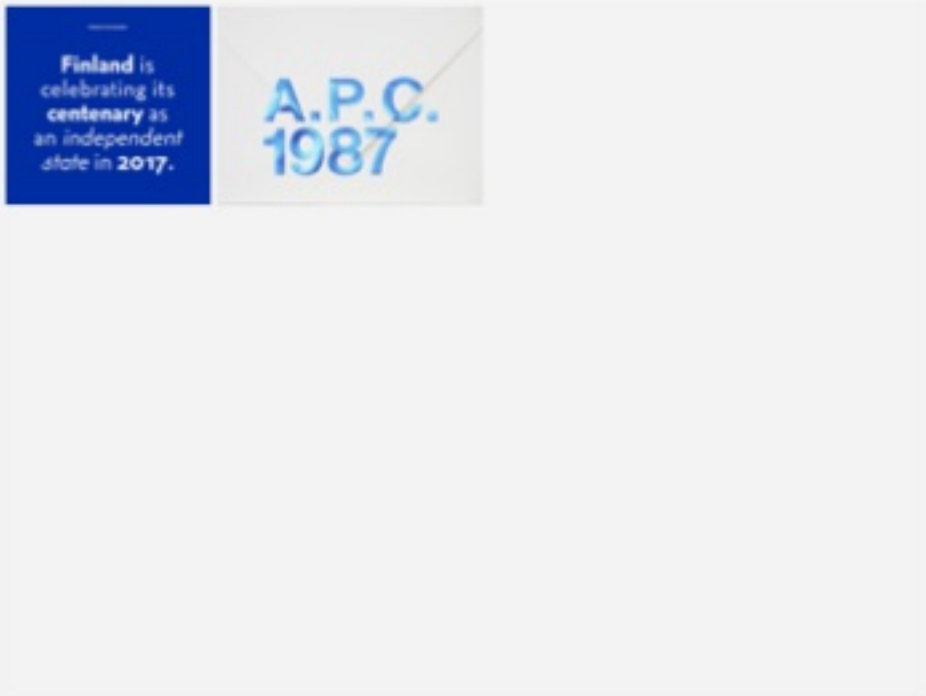 Finland is
celebrating its
centenary as
an independent
state in 2017.
A.P.C.
1987